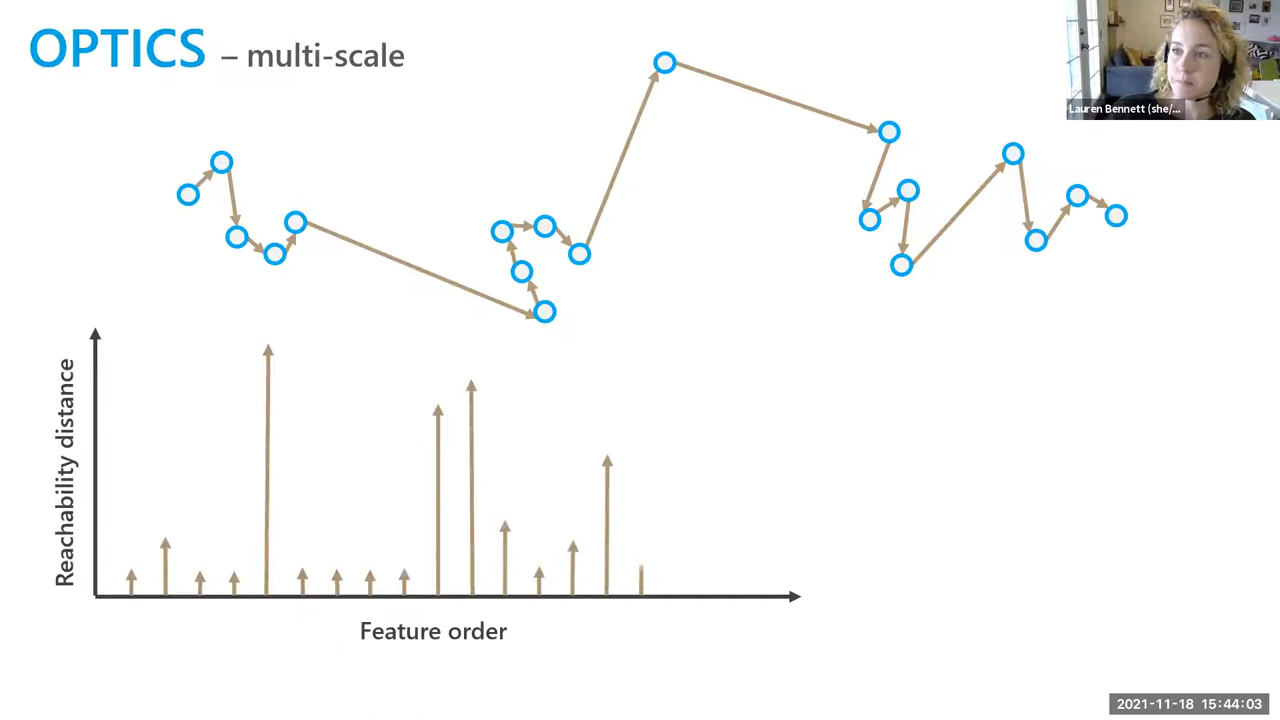 OPTICS – multi-scale
Lauren Bennett (she/...
Reachability distance
Feature order
2021-11-18 15:44:03